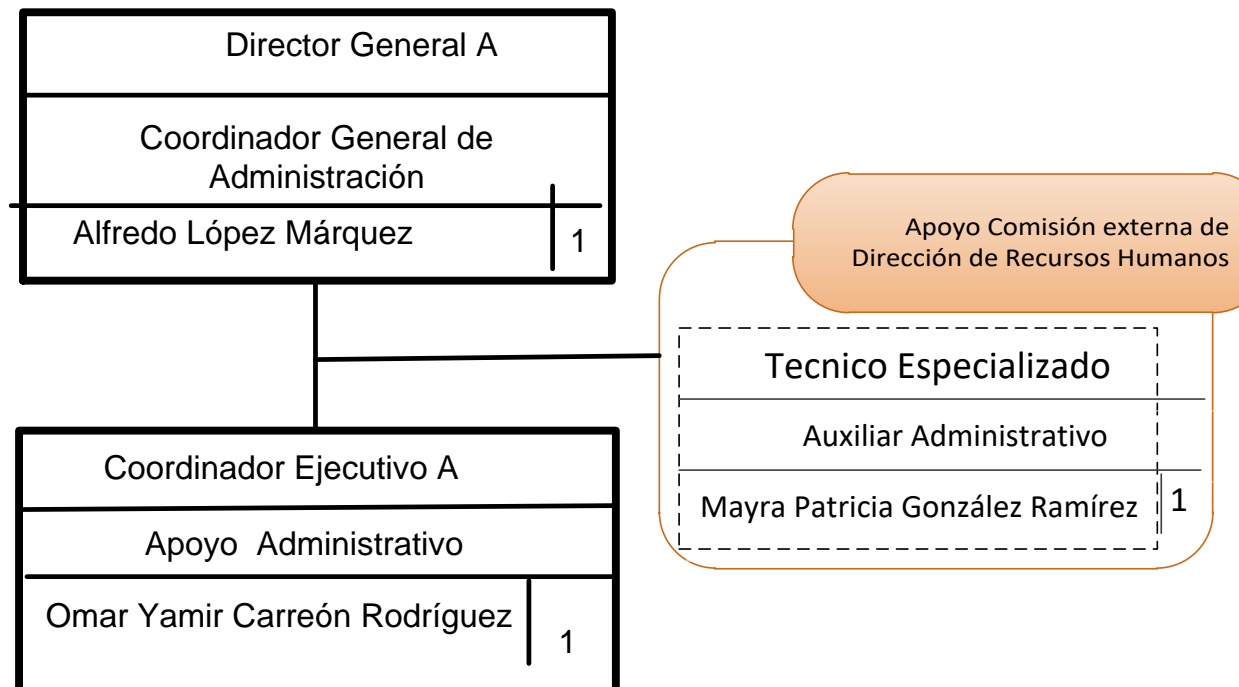 Director General A
Coordinador General de
Administración
Alfredo López Márquez 1
Apoyo Comisión externa de
Dirección de Recursos Humanos
Tecnico Especializado
Auxiliar Administrativo
Mayra Patricia González Ramírez 1
Coordinador Ejecutivo A
Apoyo Administrativo
Omar Yamir Carreón Rodríguez 1